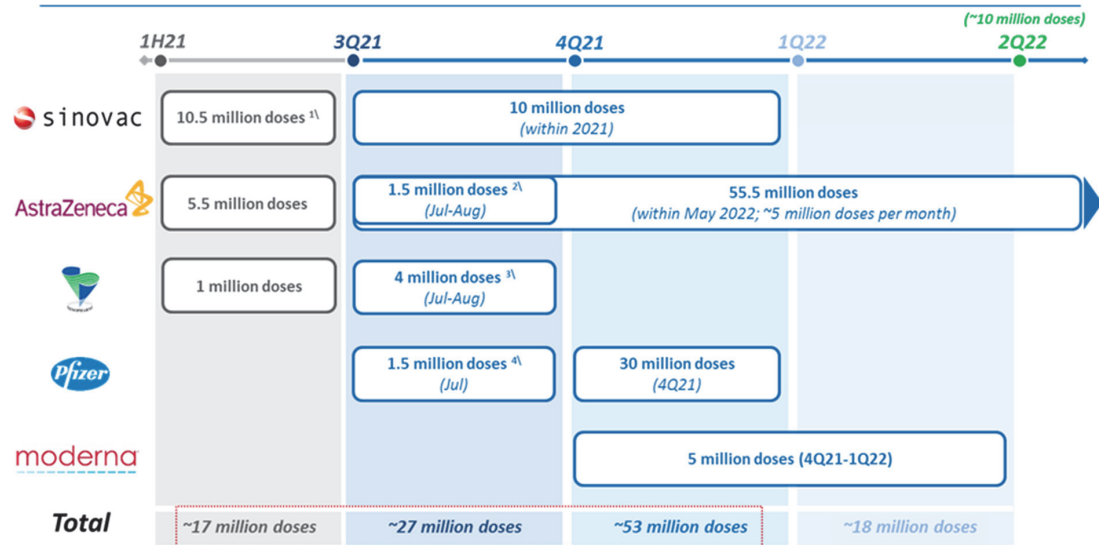 (~10 million doses)
1H21 3Q21 4Q21 1Q22 2Q22
sinovac
10.5 million doses 1\
10 million doses
(within 2021)
AstraZeneca
5.5 million doses
1.5 million doses 2\
(Jul-Aug)
55.5 million doses
(within May 2022; ~5 million doses per month)
1 million doses
4 million doses 3\
(Jul-Aug)
Pfizer
1.5 million doses 4\
(Jul)
30 million doses
(4Q21)
moderna
5 million doses (4Q21-1Q22)
Total ~17 million doses ~27 million doses ~53 million doses ~18 million doses